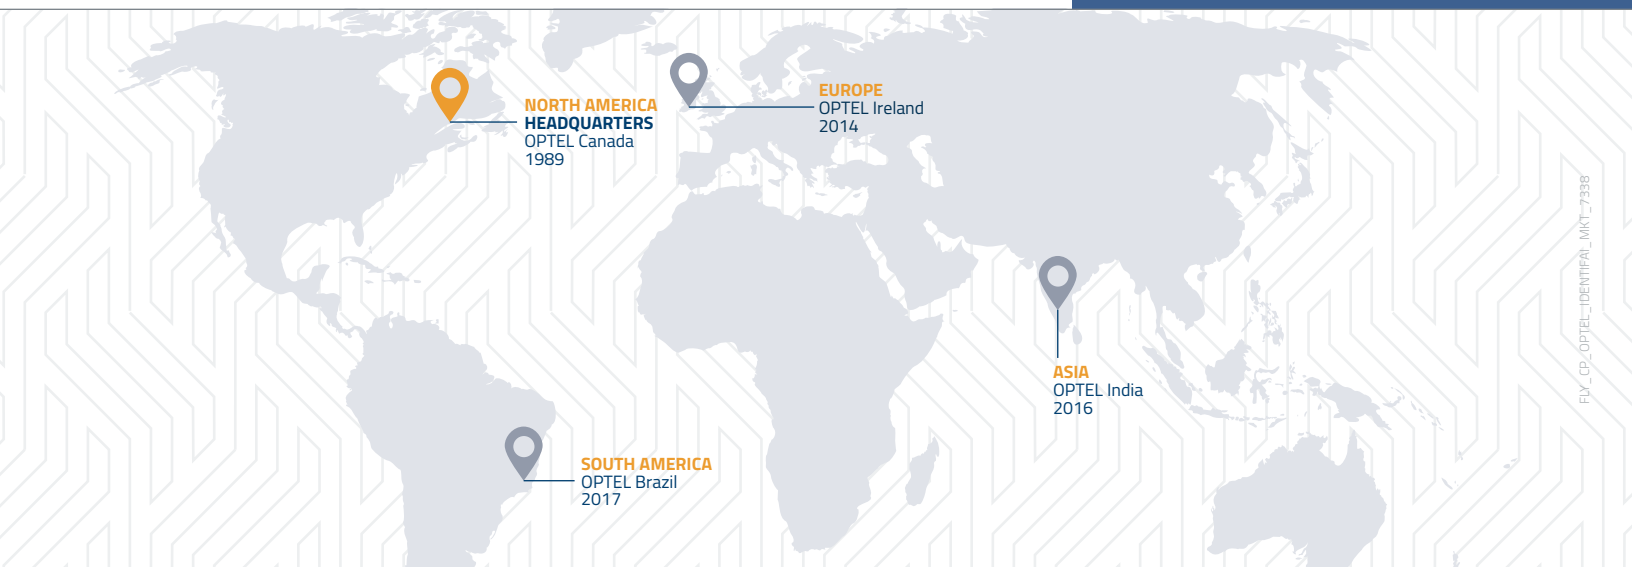 NORTH AMERICA
HEADQUARTERS
OPTEL Canada
1989
EUROPE
OPTEL Ireland
2014
ASIA
OPTEL India
2016
SOUTH AMERICA
OPTEL Brazil
2017
FLY_CP_OPTEL_IDENTIFAI_MKT_7338